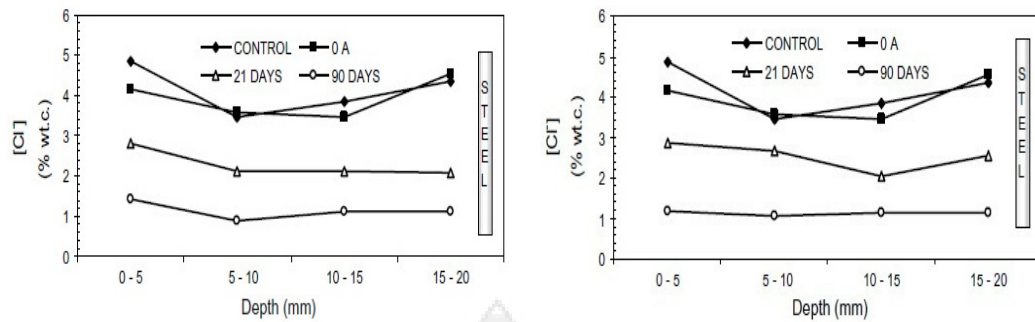 6
5
4
3
2
1
0
[Cl-]
(% wt.c.)
CONTROL 0 A
21 DAYS 90 DAYS
STEEL
0 - 5 5 - 10 10 - 15 15 - 20
Depth (mm)
6
5
4
3
2
1
0
[Cl-]
(% wt.c.)
CONTROL 0 A
21 DAYS 90 DAYS
STEEL
0 - 5 5 - 10 10 - 15 15 - 20
Depth (mm)